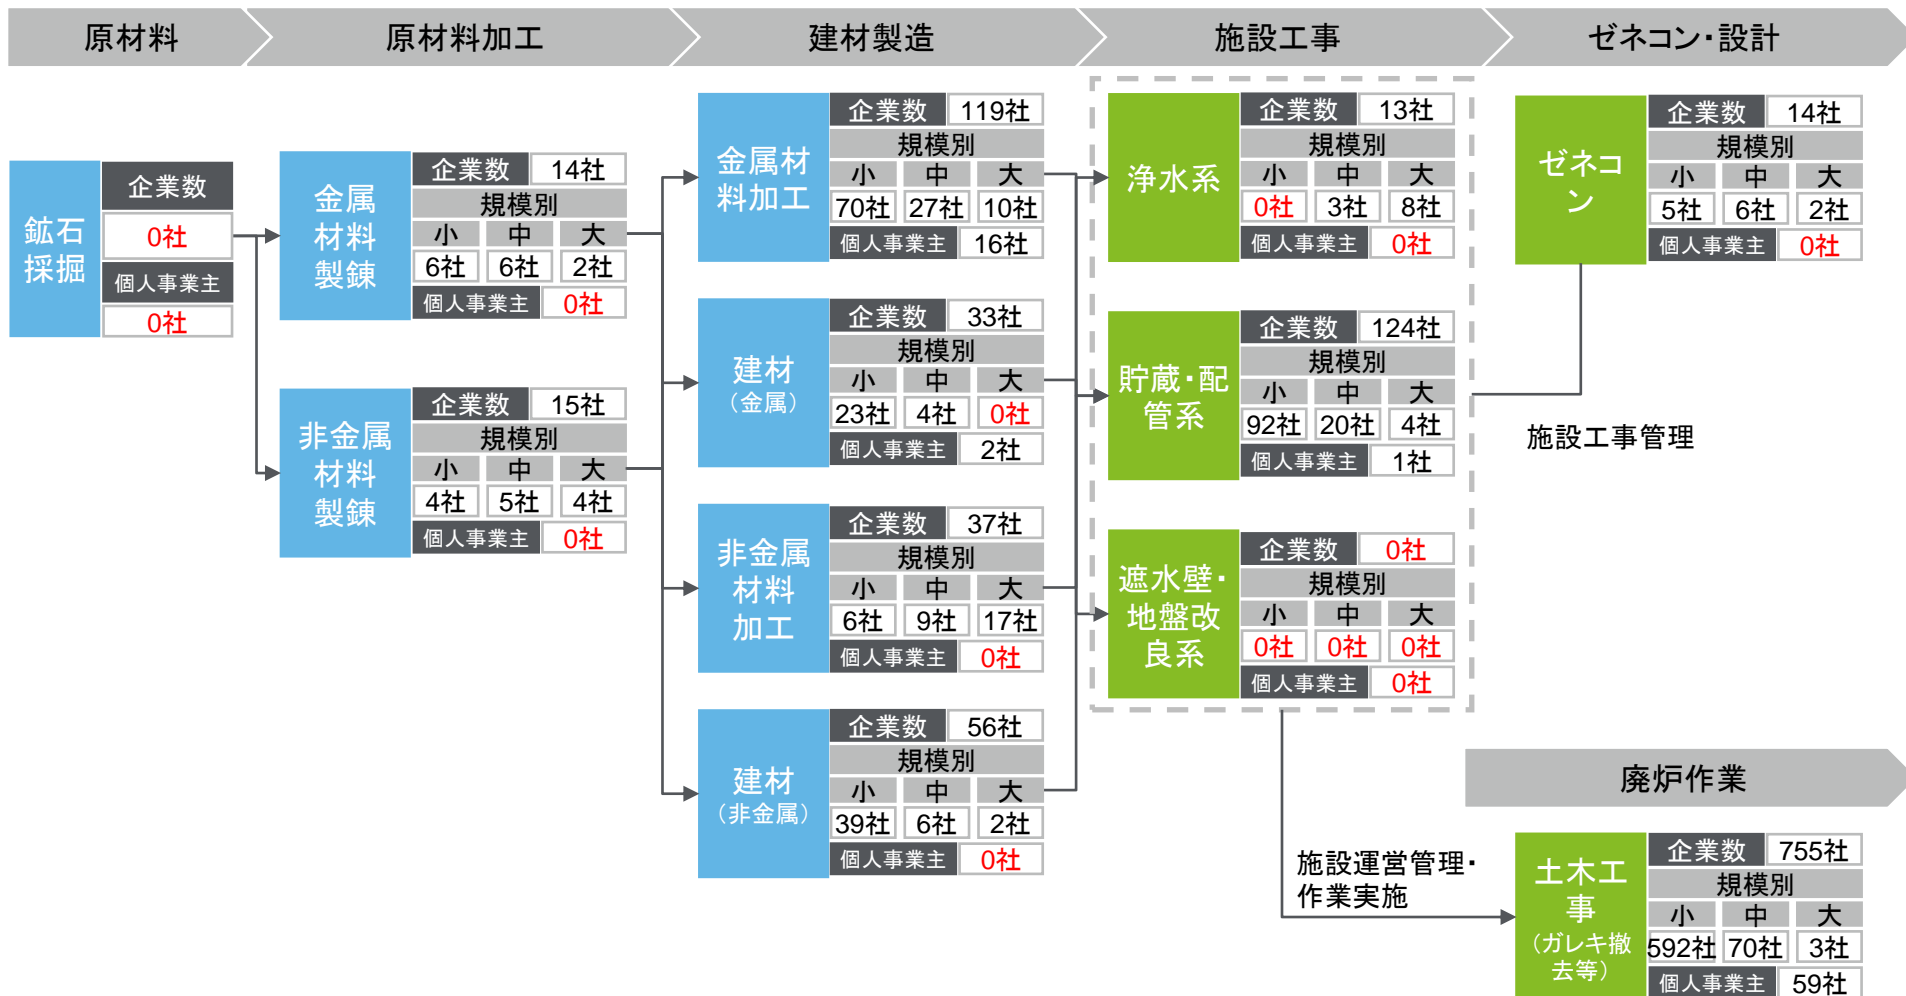 原材料
原材料加工
建材製造
施設工事
ゼネコン・設計
鉱石
採掘
企業数
0社
個人事業主
0社
金属
材料
製錬
企業数 14社
規模別
小 中 大
6社 6社 2社
個人事業主 0社
非金属
材料
製錬
企業数 15社
規模別
小 中 大
4社 5社 4社
個人事業主 0社
金属材
料加工
企業数 119社
規模別
小 中 大
70社 27社 10社
個人事業主 16社
建材
（金属）
企業数 33社
規模別
小 中 大
23社 4社 0社
個人事業主 2社
非金属
材料
加工
企業数 37社
規模別
小 中 大
6社 9社 17社
個人事業主 0社
建材
（非金属）
企業数 56社
規模別
小 中 大
39社 6社 2社
個人事業主 0社
浄水系
企業数 13社
規模別
小 中 大
0社 3社 8社
個人事業主 0社
貯蔵・配
管系
企業数 124社
規模別
小 中 大
92社 20社 4社
個人事業主 1社
遮水壁・
地盤改
良系
企業数 0社
規模別
小 中 大
0社 0社 0社
個人事業主 0社
ゼネコ
ン
企業数 14社
規模別
小 中 大
5社 6社 2社
個人事業主 0社
施設工事管理
廃炉作業
施設運営管理・
作業実施
土木工
事
（ガレキ撤
去等）
企業数 755社
規模別
小 中 大
592社 70社 3社
個人事業主 59社